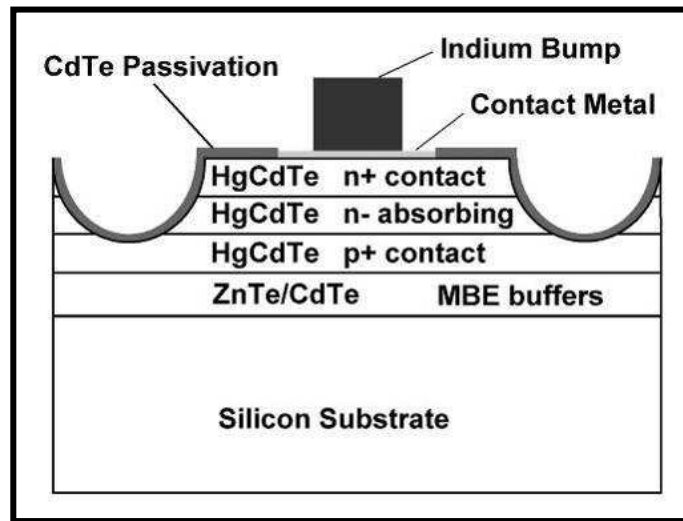 Indium Bump
CdTe Passivation
Contact Metal
HgCdTe n+ contact
HgCdTe n- absorbing
HgCdTe p+ contact
ZnTe/CdTe MBE buffers
Silicon Substrate